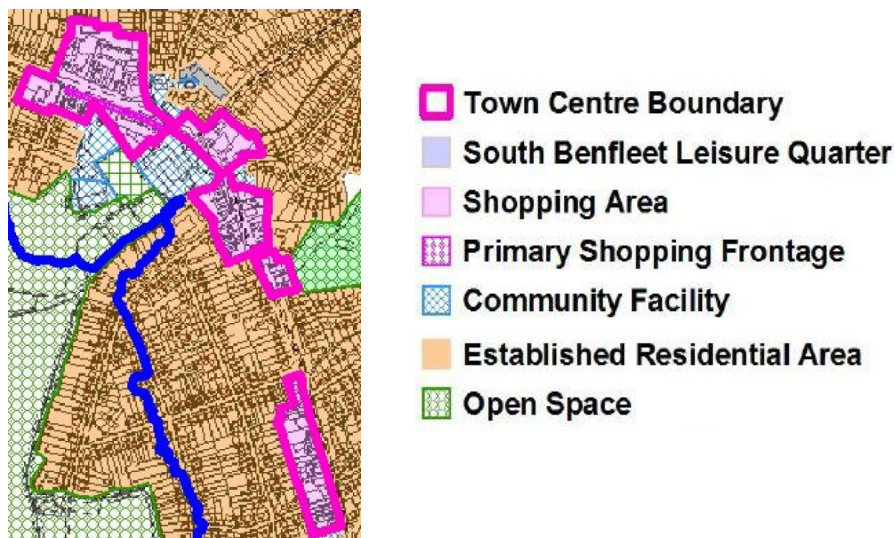 Town Centre Boundary
South Benfleet Leisure Quarter
Shopping Area
Primary Shopping Frontage
Community Facility
Established Residential Area
Open Space